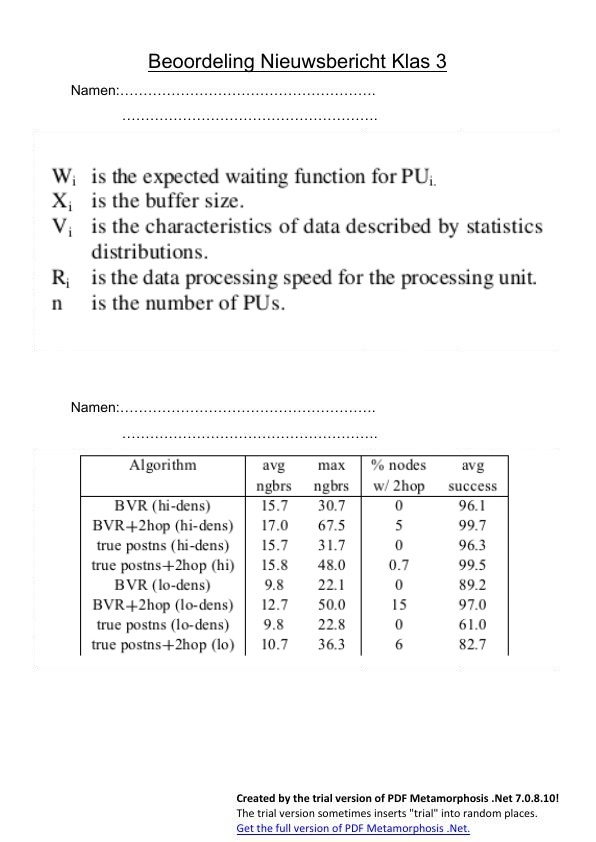 Beoordeling Nieuwsbericht Klas 3
Namen:……………………………………………….
……………………………………………….
Wi is the expected waiting function for PUi.
Xi is the buffer size.
Vi is the characteristics of data described by statistics
distributions.
Ri is the data processing speed for the processing unit.
n is the number of PUs.
Namen:……………………………………………….
……………………………………………….
Algorithm avg max % nodes avg
ngbrs ngbrs w/ 2hop success
BVR (hi-dens) 15.7 30.7 0 96.1
BVR+2hop (hi-dens) 17.0 67.5 5 99.7
true postns (hi-dens) 15.7 31.7 0 96.3
true postns+2hop (hi) 15.8 48.0 0.7 99.5
BVR (lo-dens) 9.8 22.1 0 89.2
BVR+2hop (lo-dens) 12.7 50.0 15 97.0
true postns (lo-dens) 9.8 22.8 0 61.0
true postns+2hop (lo) 10.7 36.3 6 82.7
Created by the trial version of PDF Metamorphosis .Net 7.0.8.10!
The trial version sometimes inserts "trial" into random places.
Get the full version of PDF Metamorphosis .Net.